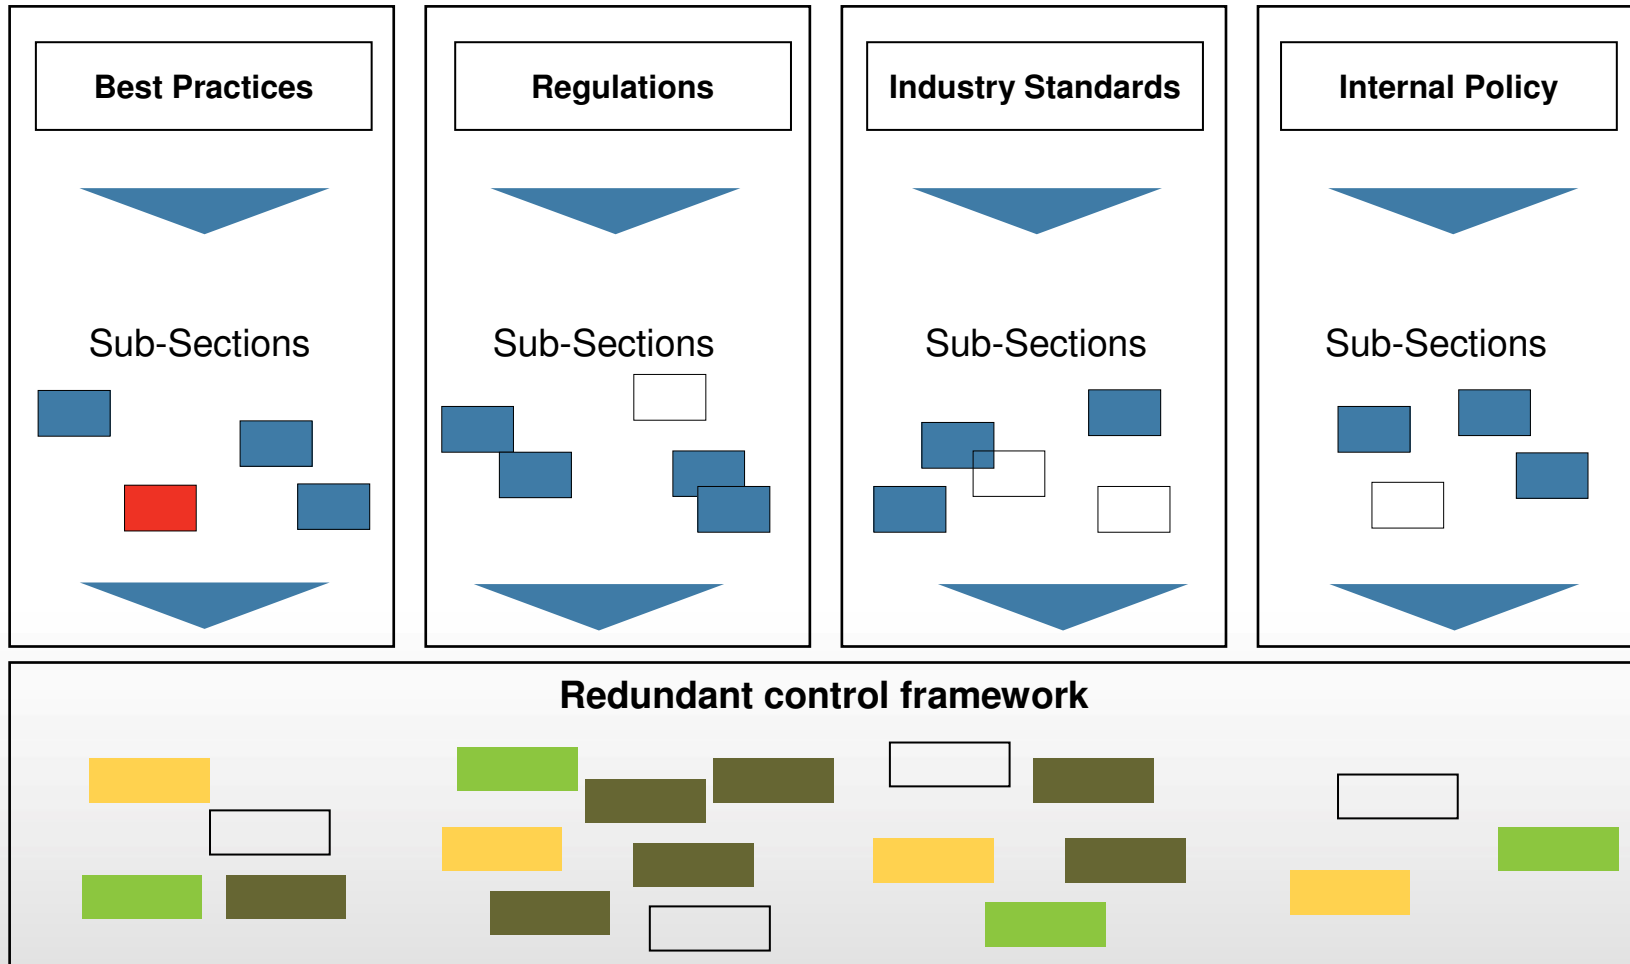 Best Practices
Regulations
Industry Standards
Internal Policy
Sub-Sections
Sub-Sections
Sub-Sections
Sub-Sections
Redundant control framework